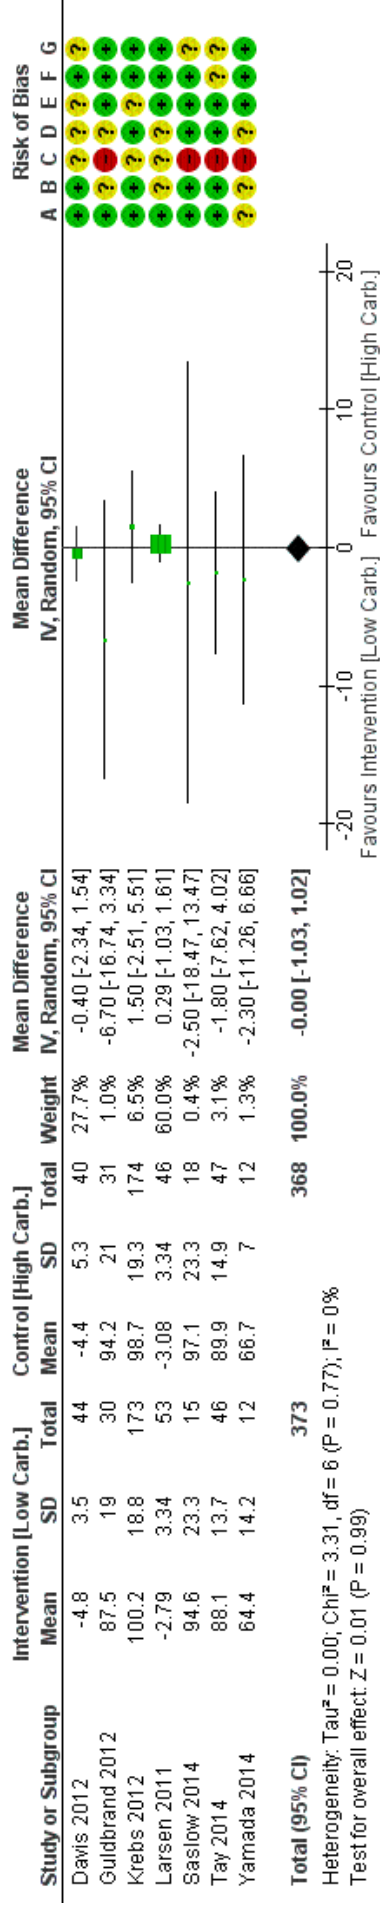 Intervention [Low Carb.] Control [High Carb.] Mean Difference Mean Difference Risk of Bias
Study or Subgroup Mean SD Total Mean SD Total Weight IV, Random, 95% CI IV, Random, 95% CI A B C D E F G
Davis 2012 -4.8 3.5 44 -4.4 5.3 40 27.7% -0.40 [-2.34, 1.54] + + ? ? ? + ?
Guldbrand 2012 87.5 19 30 94.2 21 31 1.0% -6.70 [-16.74, 3.34] + ? - ? + + +
Krebs 2012 100.2 18.8 173 98.7 19.3 174 6.5% 1.50 [-2.51, 5.51] + + ? + ? + +
Larsen 2011 -2.79 3.34 53 -3.08 3.34 46 60.0% 0.29 [-1.03, 1.61] + ? ? ? + + +
Saslow 2014 94.6 23.3 15 97.1 23.3 18 0.4% -2.50 [-18.47, 13.47] + + - + + + ?
Tay 2014 88.1 13.7 46 89.9 14.9 47 3.1% -1.80 [-7.62, 4.02] + + - + + ? ?
Yamada 2014 64.4 14.2 12 66.7 7 12 1.3% -2.30 [-11.26, 6.66] ? ? - ? + + +
Total (95% CI) 373 368 100.0% -0.00 [-1.03, 1.02]
Heterogeneity: Tau² = 0.00; Chi² = 3.31, df = 6 (P = 0.77); I² = 0%
Test for overall effect: Z = 0.01 (P = 0.99)
-20 -10 0 10 20
Favours Intervention [Low Carb.] Favours Control [High Carb.]